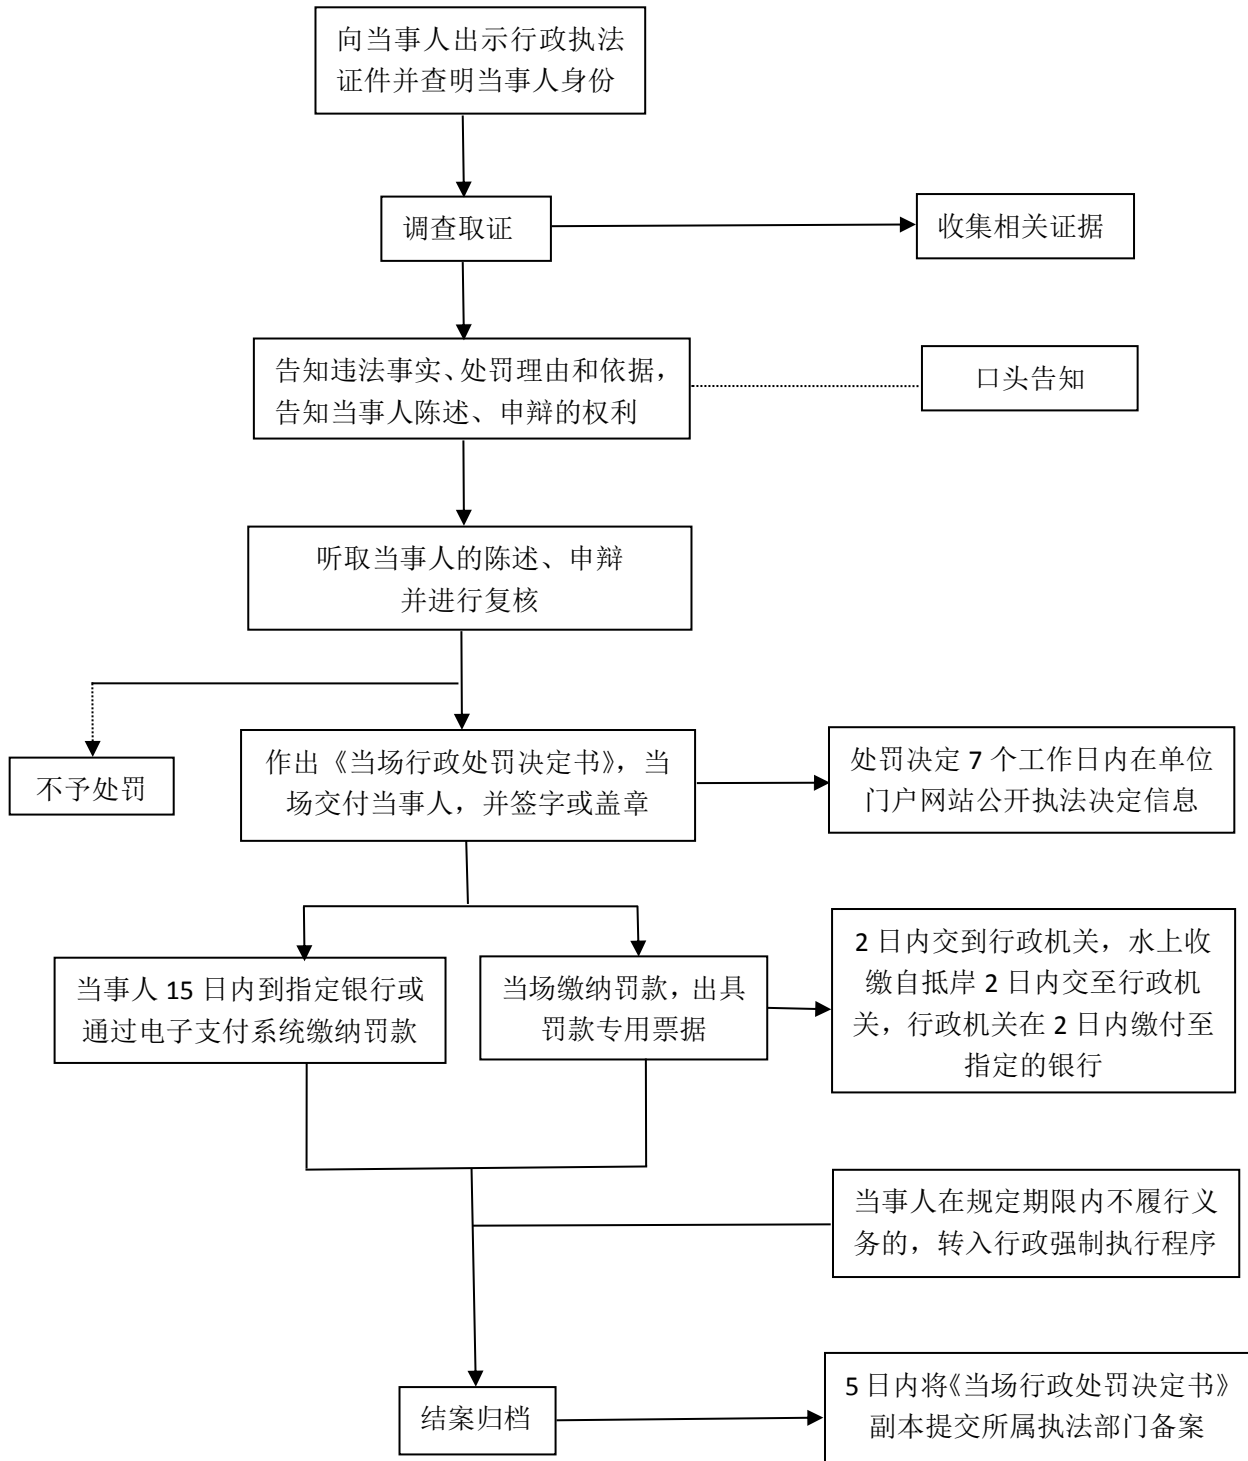 向当事人出示行政执法
证件并查明当事人身份
调查取证
收集相关证据
告知违法事实、处罚理由和依据，
告知当事人陈述、申辩的权利
口头告知
听取当事人的陈述、申辩
并进行复核
不予处罚
作出《当场行政处罚决定书》，当
场交付当事人，并签字或盖章
处罚决定 7 个工作日内在单位
门户网站公开执法决定信息
当事人 15 日内到指定银行或
通过电子支付系统缴纳罚款
当场缴纳罚款，出具
罚款专用票据
2 日内交到行政机关，水上收
缴自抵岸 2 日内交至行政机
关，行政机关在 2 日内缴付至
指定的银行
当事人在规定期限内不履行义
务的，转入行政强制执行程序
结案归档
5 日内将《当场行政处罚决定书》
副本提交所属执法部门备案